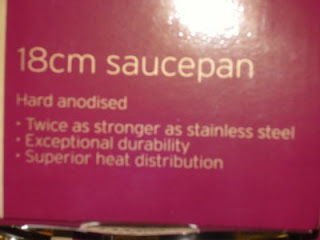 18cm saucepan
Hard anodised
· Twice as stronger as stainless steel
· Exceptional durability
· Superior heat distribution